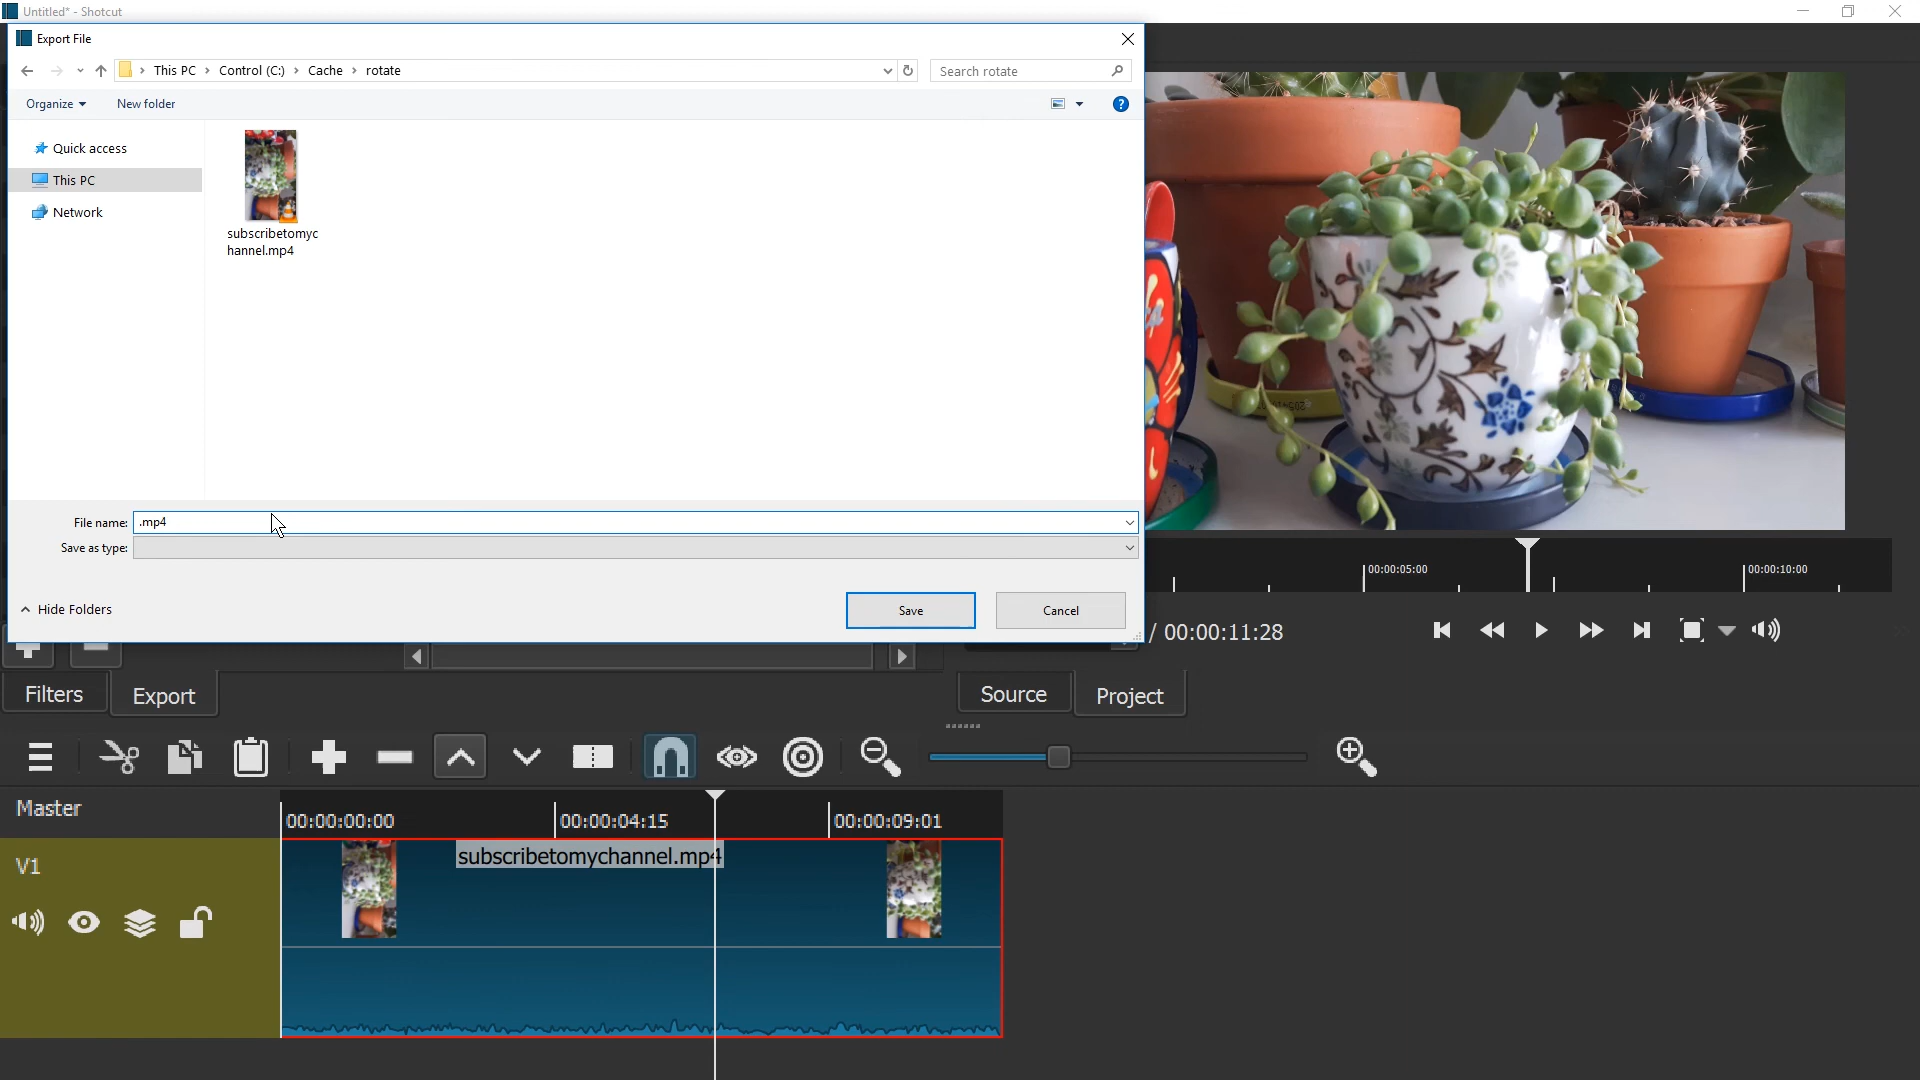 Untitled* - Shotcut
Export File
This PC › Control (C:) › Cache › rotate
Search rotate
Organize
New folder
Quick access
This PC
Network
subscribetomyc
hannel.mp4
File name: .mp4
Save as type:
Hide Folders
Save
Cancel
00:00:05:00
00:00:10:00
/ 00:00:11:28
Filters
Export
Source
Project
Master
00:00:00:00
00:00:04:15
00:00:09:01
V1
subscribetomychannel.mp4